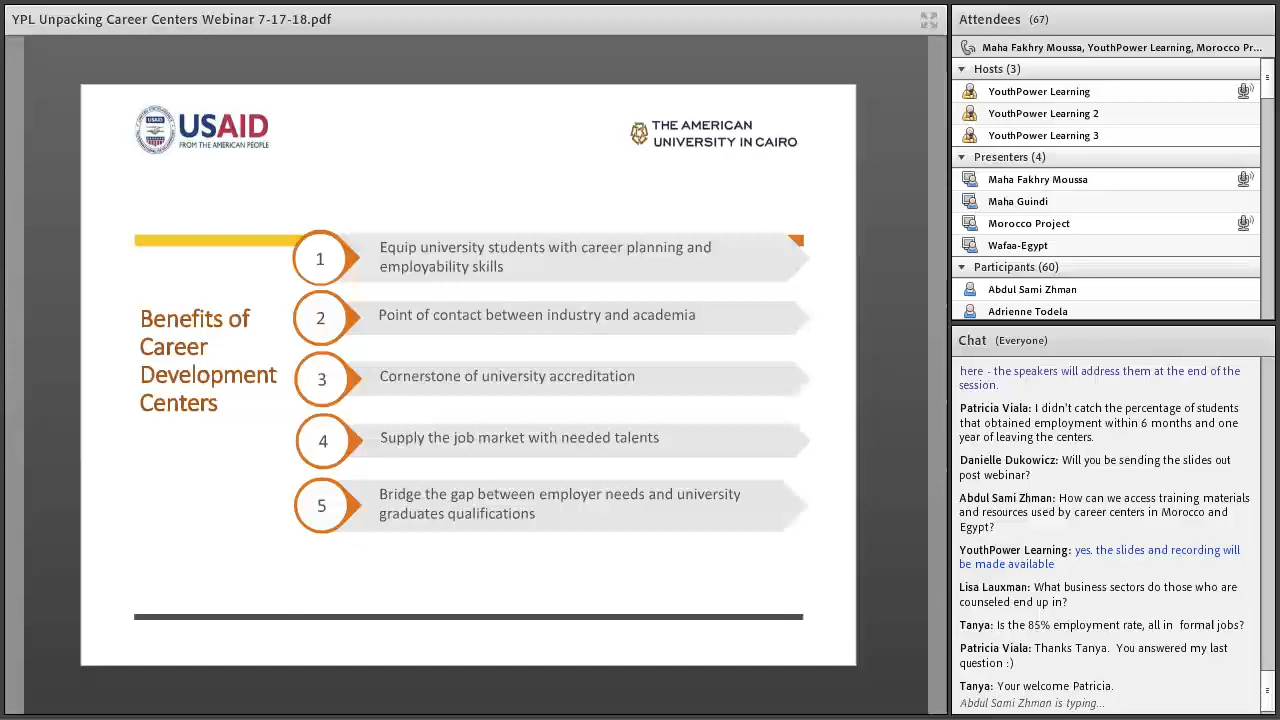 YPL Unpacking Career Centers Webinar 7-17-18.pdf
USAID
FROM THE AMERICAN PEOPLE
THE AMERICAN
UNIVERSITY IN CAIRO
Benefits of
Career
Development
Centers
1
Equip university students with career planning and
employability skills
2
Point of contact between industry and academia
3
Cornerstone of university accreditation
4
Supply the job market with needed talents
5
Bridge the gap between employer needs and university
graduates qualifications
Attendees (67)
Maha Fakhry Moussa, YouthPower Learning, Morocco Pr...
Hosts (3)
YouthPower Learning
YouthPower Learning 2
YouthPower Learning 3
Presenters (4)
Maha Fakhry Moussa
Maha Guindi
Morocco Project
Wafaa-Egypt
Participants (60)
Abdul Sami Zhman
Adrienne Todela
Chat (Everyone)
here - the speakers will address them at the end of the
session.
Patricia Viala: I didn't catch the percentage of students
that obtained employment within 6 months and one
year of leaving the centers.
Danielle Dukowicz: Will you be sending the slides out
post webinar?
Abdul Sami Zhman: How can we access training materials
and resources used by career centers in Morocco and
Egypt?
YouthPower Learning: yes. the slides and recording will
be made available
Lisa Lauxman: What business sectors do those who are
counseled end up in?
Tanya: Is the 85% employment rate, all in formal jobs?
Patricia Viala: Thanks Tanya. You answered my last
question :)
Tanya: Your welcome Patricia.
Abdul Sami Zhman is typing...